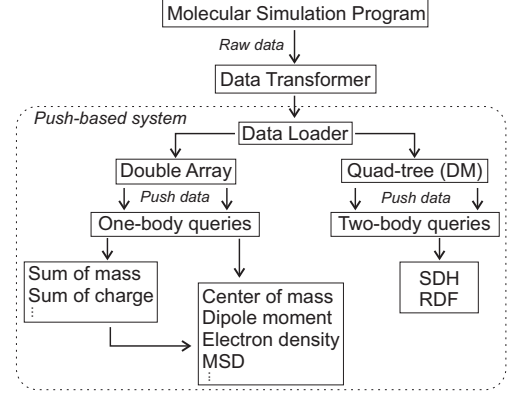 Molecular Simulation Program
Raw data
Data Transformer
Push-based system
Data Loader
Double Array
Quad-tree (DM)
Push data
Push data
One-body queries
Two-body queries
Sum of mass
Sum of charge
⋮
Center of mass
Dipole moment
Electron density
MSD
⋮
SDH
RDF